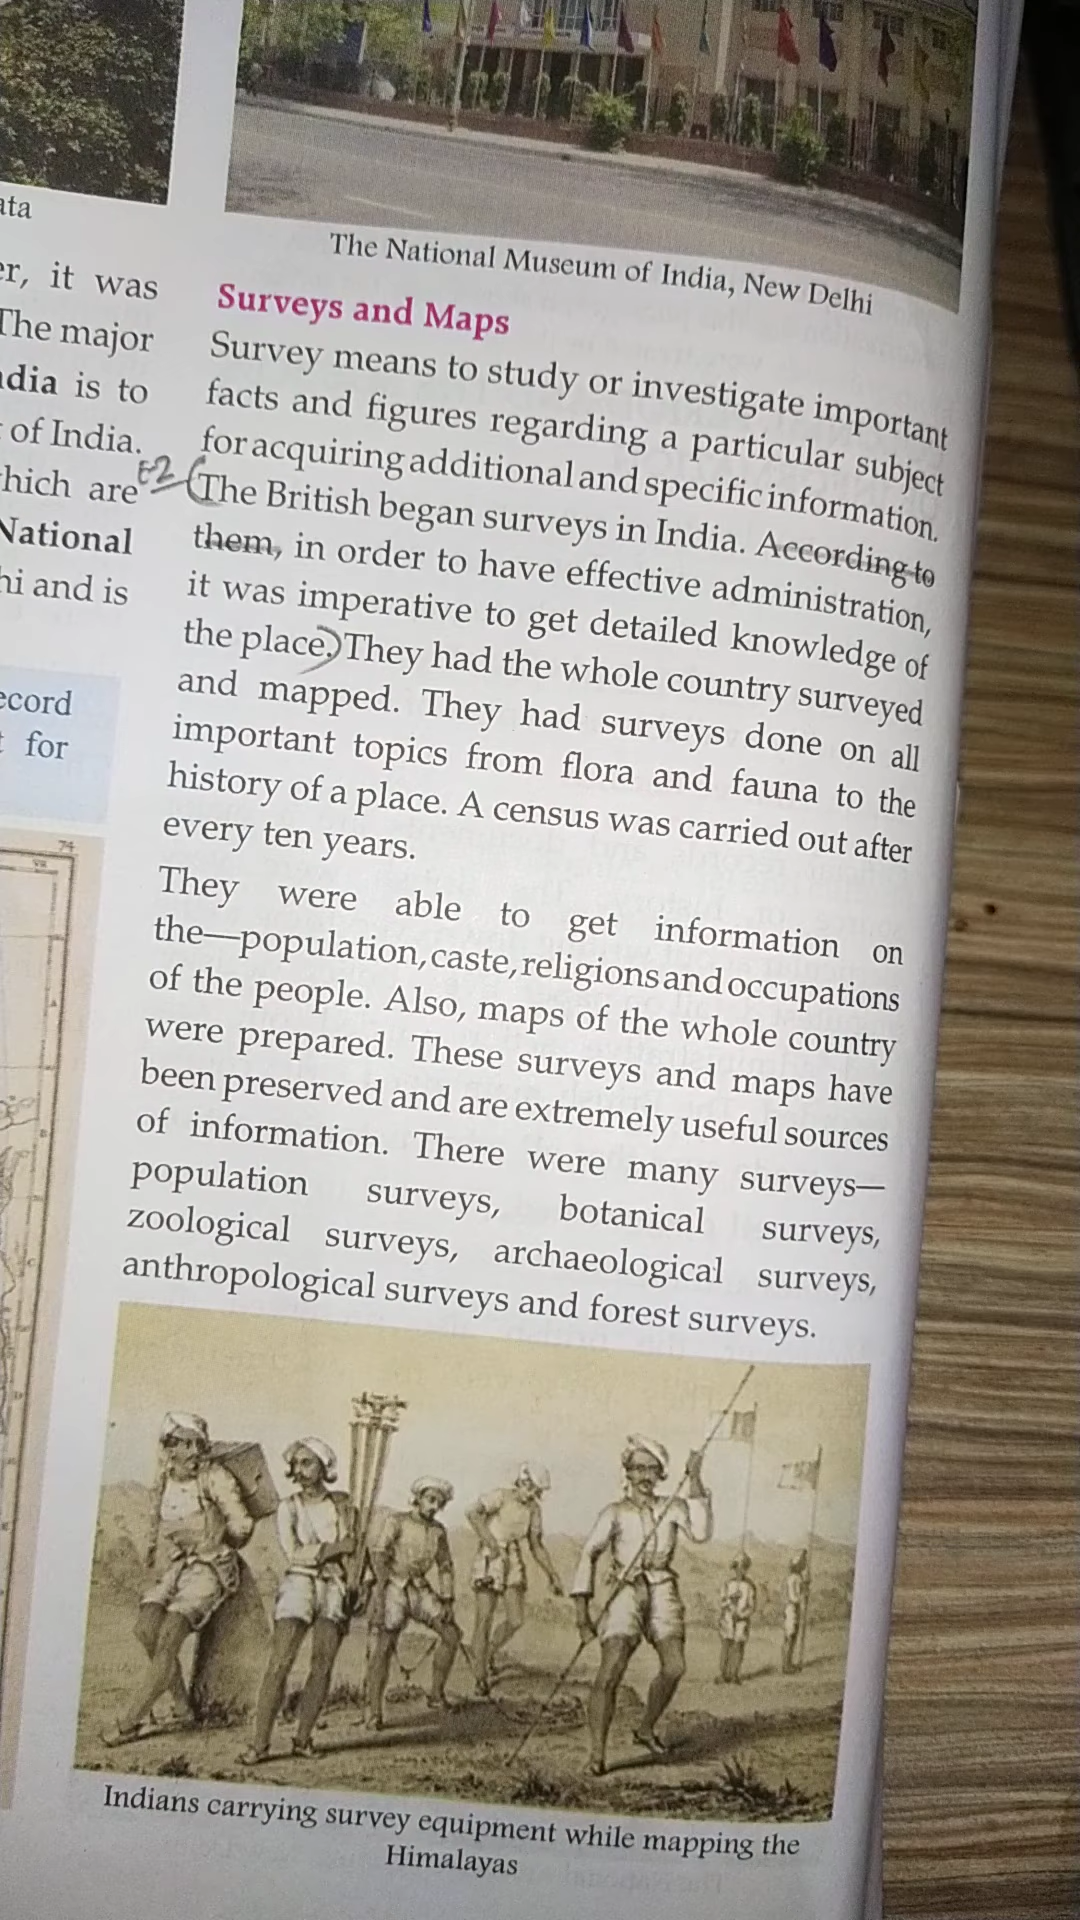 ata
er, it was
The major
ndia is to
of India.
which are
National
hi and is
ecord
t for
74
The National Museum of India, New Delhi
Surveys and Maps
Survey means to study or investigate important
facts and figures regarding a particular subject
for acquiring additional and specific information.
E2 (The British began surveys in India. According to
them, in order to have effective administration,
it was imperative to get detailed knowledge of
the place.) They had the whole country surveyed
and mapped. They had surveys done on all
important topics from flora and fauna to the
history of a place. A census was carried out after
every ten years.
They were able to get information on
the—population, caste, religions and occupations
of the people. Also, maps of the whole country
were prepared. These surveys and maps have
been preserved and are extremely useful sources
of information. There were many surveys—
population surveys, botanical surveys,
zoological surveys, archaeological surveys,
anthropological surveys and forest surveys.
Indians carrying survey equipment while mapping the
Himalayas